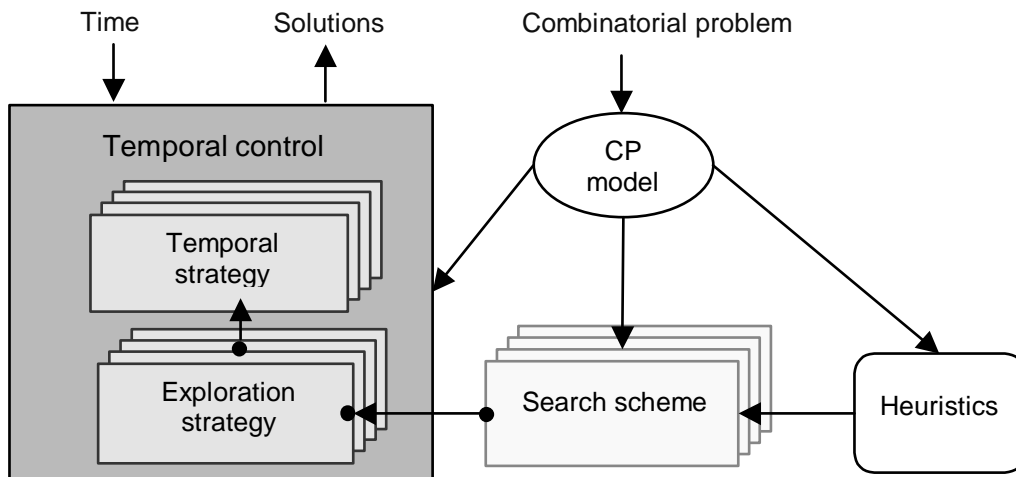 Time
Solutions
Combinatorial problem
Temporal control
CP
model
Temporal
strategy
Exploration
strategy
Search scheme
Heuristics